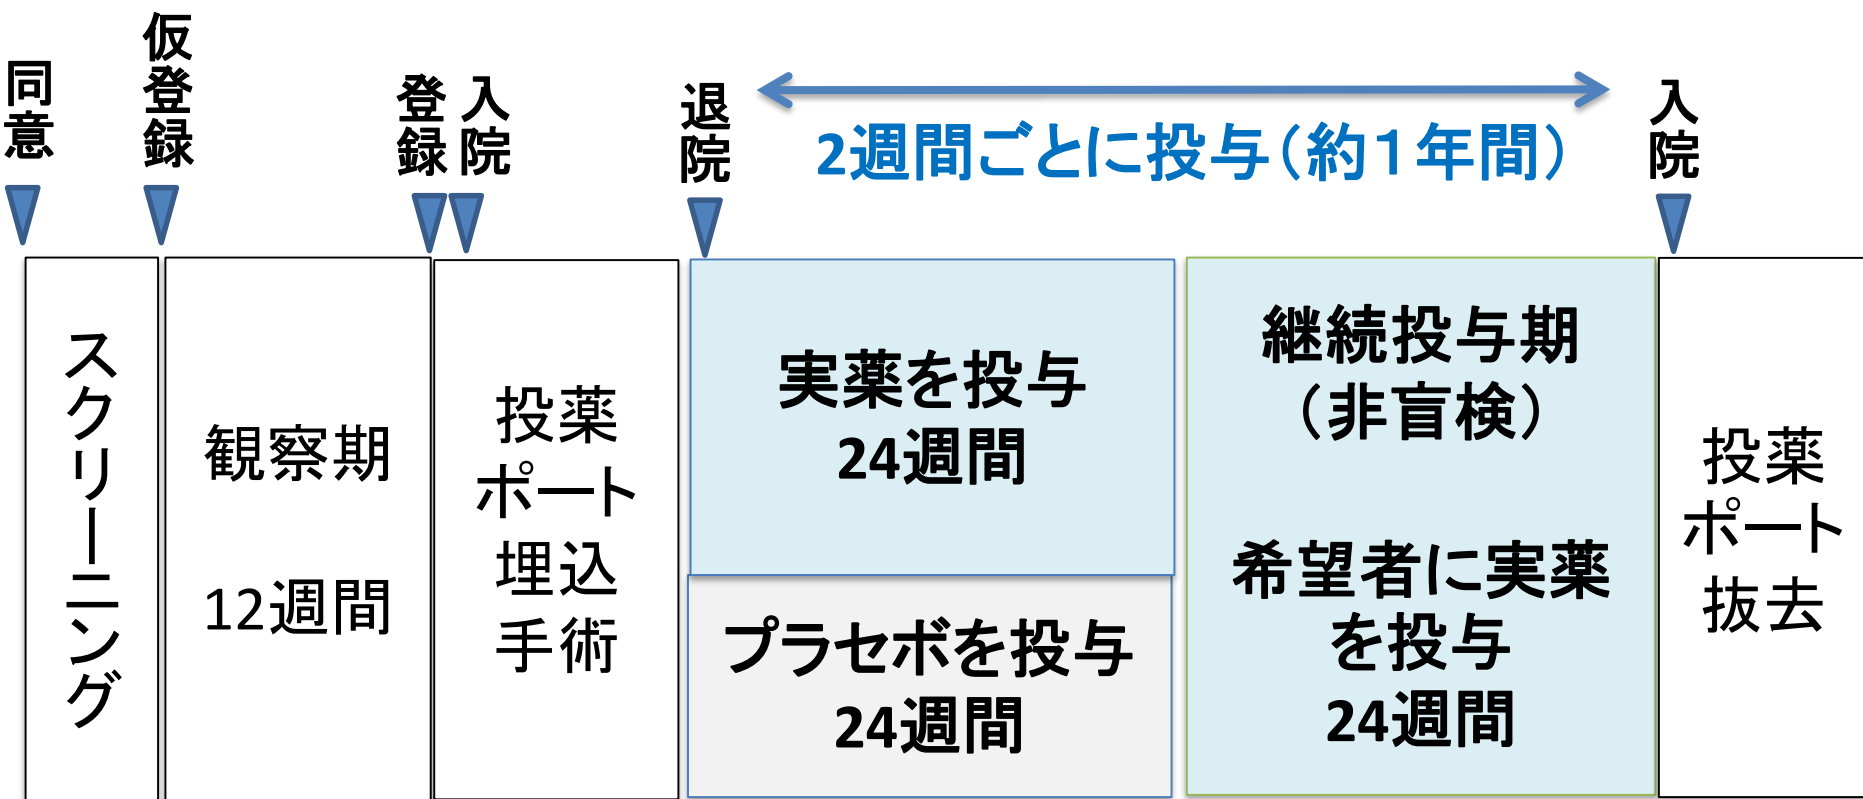 同意
仮登録
登録
入院
退院
2週間ごとに投与（約１年間）
入院
スクリーニング
観察期
12週間
投薬
ポート
埋込
手術
実薬を投与
24週間
プラセボを投与
24週間
継続投与期
（非盲検）
希望者に実薬
を投与
24週間
投薬
ポート
抜去